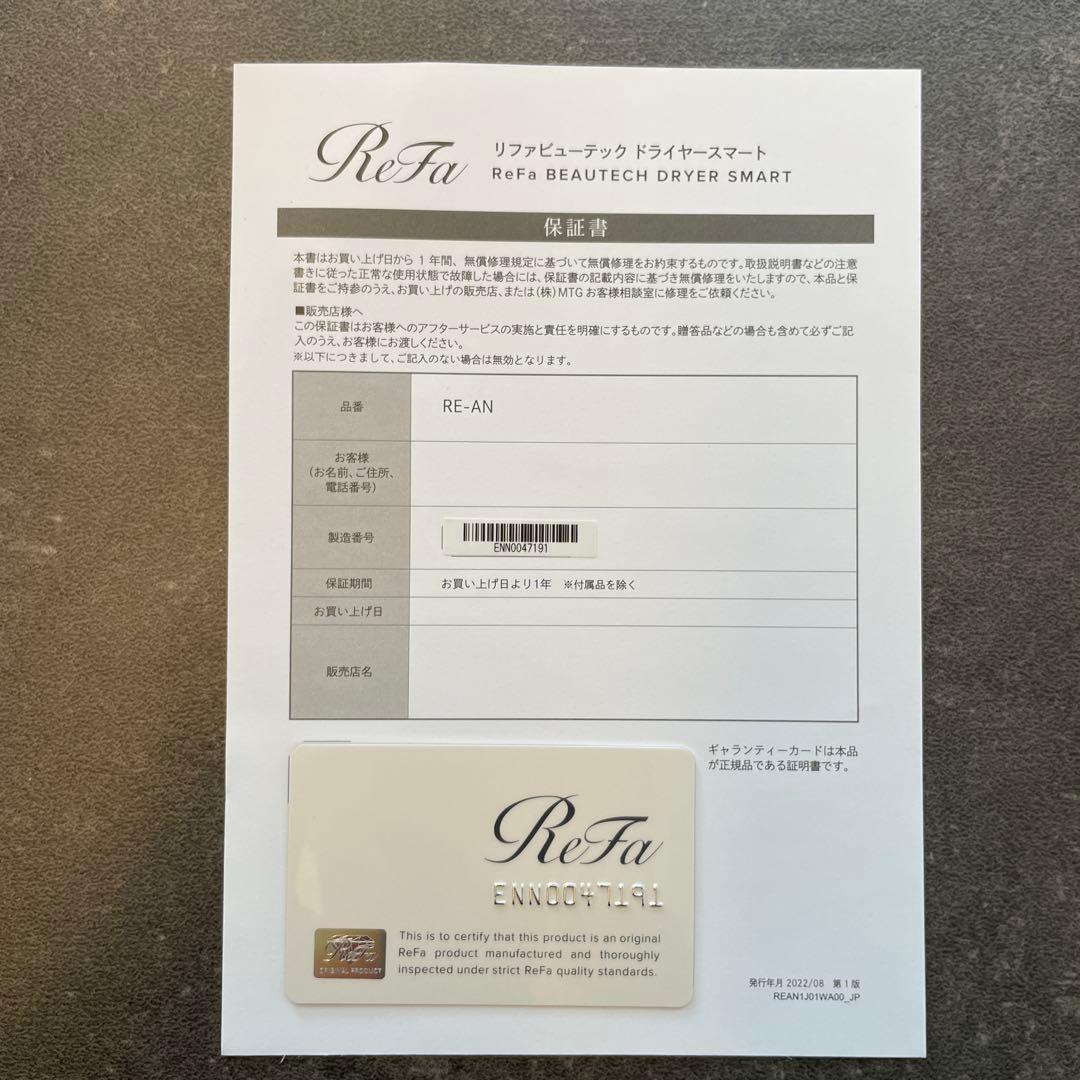 ReFa
リファビューテック ドライヤースマート
ReFa BEAUTECH DRYER SMART
保証書
本書はお買い上げ日から 1 年間、無償修理規定に基づいて無償修理をお約束するものです。取扱説明書などの注意
書きに従った正常な使用状態で故障した場合には、保証書の記載内容に基づき無償修理をいたしますので、本品と保
証書をご持参のうえ、お買い上げの販売店、または(株)MTG お客様相談室に修理をご依頼ください。
■販売店様へ
この保証書はお客様へのアフターサービスの実施と責任を明確にするものです。贈答品などの場合も含めて必ずご記
入のうえ、お客様にお渡しください。
※以下につきまして、ご記入のない場合は無効となります。
品番
RE-AN
お客様
(お名前、ご住所、
電話番号)
製造番号
ENN0047191
保証期間
お買い上げ日より1年 ※付属品を除く
お買い上げ日
販売店名
ギャランティーカードは本品
が正規品である証明書です。
ReFa
ENN0047191
ReFa
ORIGINAL PRODUCT
This is to certify that this product is an original
ReFa product manufactured and thoroughly
inspected under strict ReFa quality standards.
発行年月 2022/08 第1版
REAN1J01WA00_JP